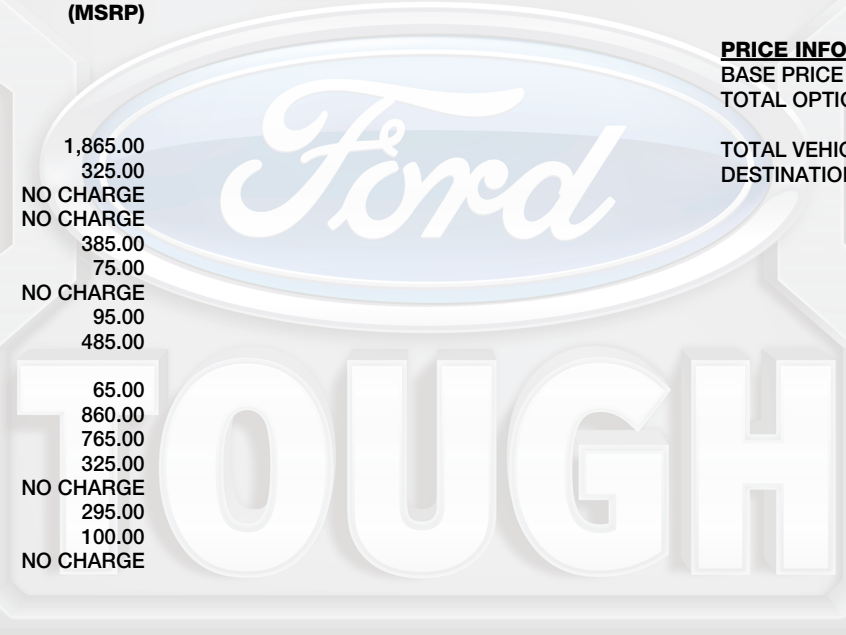 (MSRP)
1,865.00
325.00
NO CHARGE
NO CHARGE
385.00
75.00
NO CHARGE
95.00
485.00
65.00
860.00
765.00
325.00
NO CHARGE
295.00
100.00
NO CHARGE
PRICE INFO
BASE PRICE
TOTAL OPTIO
TOTAL VEHIC
DESTINATION
Ford
TOUGH